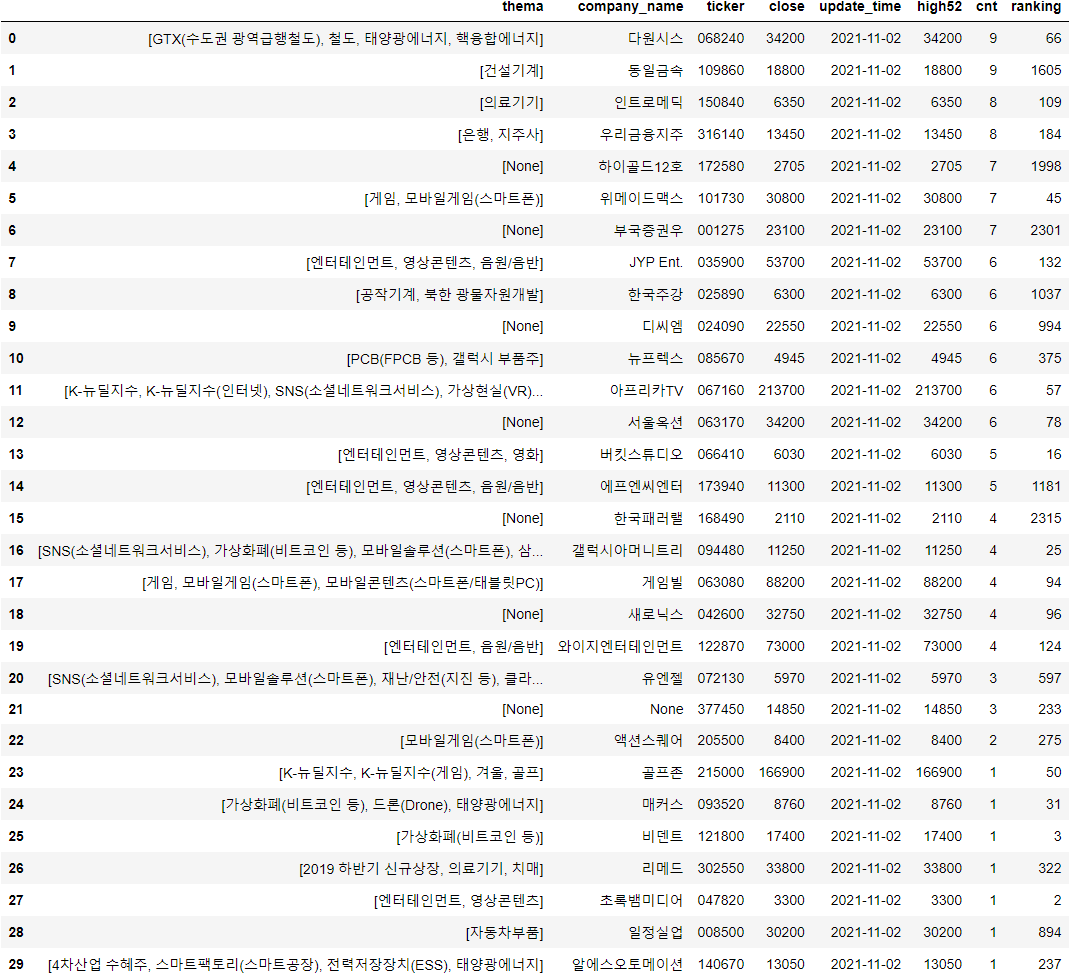 thema company_name ticker close update_time high52 cnt ranking
0 [GTX(수도권 광역급행철도), 철도, 태양광에너지, 핵융합에너지] 다원시스 068240 34200 2021-11-02 34200 9 66
1 [건설기계] 동일금속 109860 18800 2021-11-02 18800 9 1605
2 [의료기기] 인트로메딕 150840 6350 2021-11-02 6350 8 109
3 [은행, 지주사] 우리금융지주 316140 13450 2021-11-02 13450 8 184
4 [None] 하이골드12호 172580 2705 2021-11-02 2705 7 1998
5 [게임, 모바일게임(스마트폰)] 위메이드맥스 101730 30800 2021-11-02 30800 7 45
6 [None] 부국증권우 001275 23100 2021-11-02 23100 7 2301
7 [엔터테인먼트, 영상콘텐츠, 음원/음반] JYP Ent. 035900 53700 2021-11-02 53700 6 132
8 [공작기계, 북한 광물자원개발] 한국주강 025890 6300 2021-11-02 6300 6 1037
9 [None] 디씨엠 024090 22550 2021-11-02 22550 6 994
10 [PCB(FPCB 등), 갤럭시 부품주] 뉴프렉스 085670 4945 2021-11-02 4945 6 375
11 [K-뉴딜지수, K-뉴딜지수(인터넷), SNS(소셜네트워크서비스), 가상현실(VR)... 아프리카TV 067160 213700 2021-11-02 213700 6 57
12 [None] 서울옥션 063170 34200 2021-11-02 34200 6 78
13 [엔터테인먼트, 영상콘텐츠, 영화] 버킷스튜디오 066410 6030 2021-11-02 6030 5 16
14 [엔터테인먼트, 영상콘텐츠, 음원/음반] 에프엔씨엔터 173940 11300 2021-11-02 11300 5 1181
15 [None] 한국패러랠 168490 2110 2021-11-02 2110 4 2315
16 [SNS(소셜네트워크서비스), 가상화폐(비트코인 등), 모바일솔루션(스마트폰), 삼... 갤럭시아머니트리 094480 11250 2021-11-02 11250 4 25
17 [게임, 모바일게임(스마트폰), 모바일콘텐츠(스마트폰/태블릿PC)] 게임빌 063080 88200 2021-11-02 88200 4 94
18 [None] 새로닉스 042600 32750 2021-11-02 32750 4 96
19 [엔터테인먼트, 음원/음반] 와이지엔터테인먼트 122870 73000 2021-11-02 73000 4 124
20 [SNS(소셜네트워크서비스), 모바일솔루션(스마트폰), 재난/안전(지진 등), 클라... 유엔젤 072130 5970 2021-11-02 5970 3 597
21 [None] None 377450 14850 2021-11-02 14850 3 233
22 [모바일게임(스마트폰)] 액션스퀘어 205500 8400 2021-11-02 8400 2 275
23 [K-뉴딜지수, K-뉴딜지수(게임), 겨울, 골프] 골프존 215000 166900 2021-11-02 166900 1 50
24 [가상화폐(비트코인 등), 드론(Drone), 태양광에너지] 매커스 093520 8760 2021-11-02 8760 1 31
25 [가상화폐(비트코인 등)] 비덴트 121800 17400 2021-11-02 17400 1 3
26 [2019 하반기 신규상장, 의료기기, 치매] 리메드 302550 33800 2021-11-02 33800 1 322
27 [엔터테인먼트, 영상콘텐츠] 초록뱀미디어 047820 3300 2021-11-02 3300 1 2
28 [자동차부품] 일정실업 008500 30200 2021-11-02 30200 1 894
29 [4차산업 수혜주, 스마트팩토리(스마트공장), 전력저장장치(ESS), 태양광에너지] 알에스오토메이션 140670 13050 2021-11-02 13050 1 237